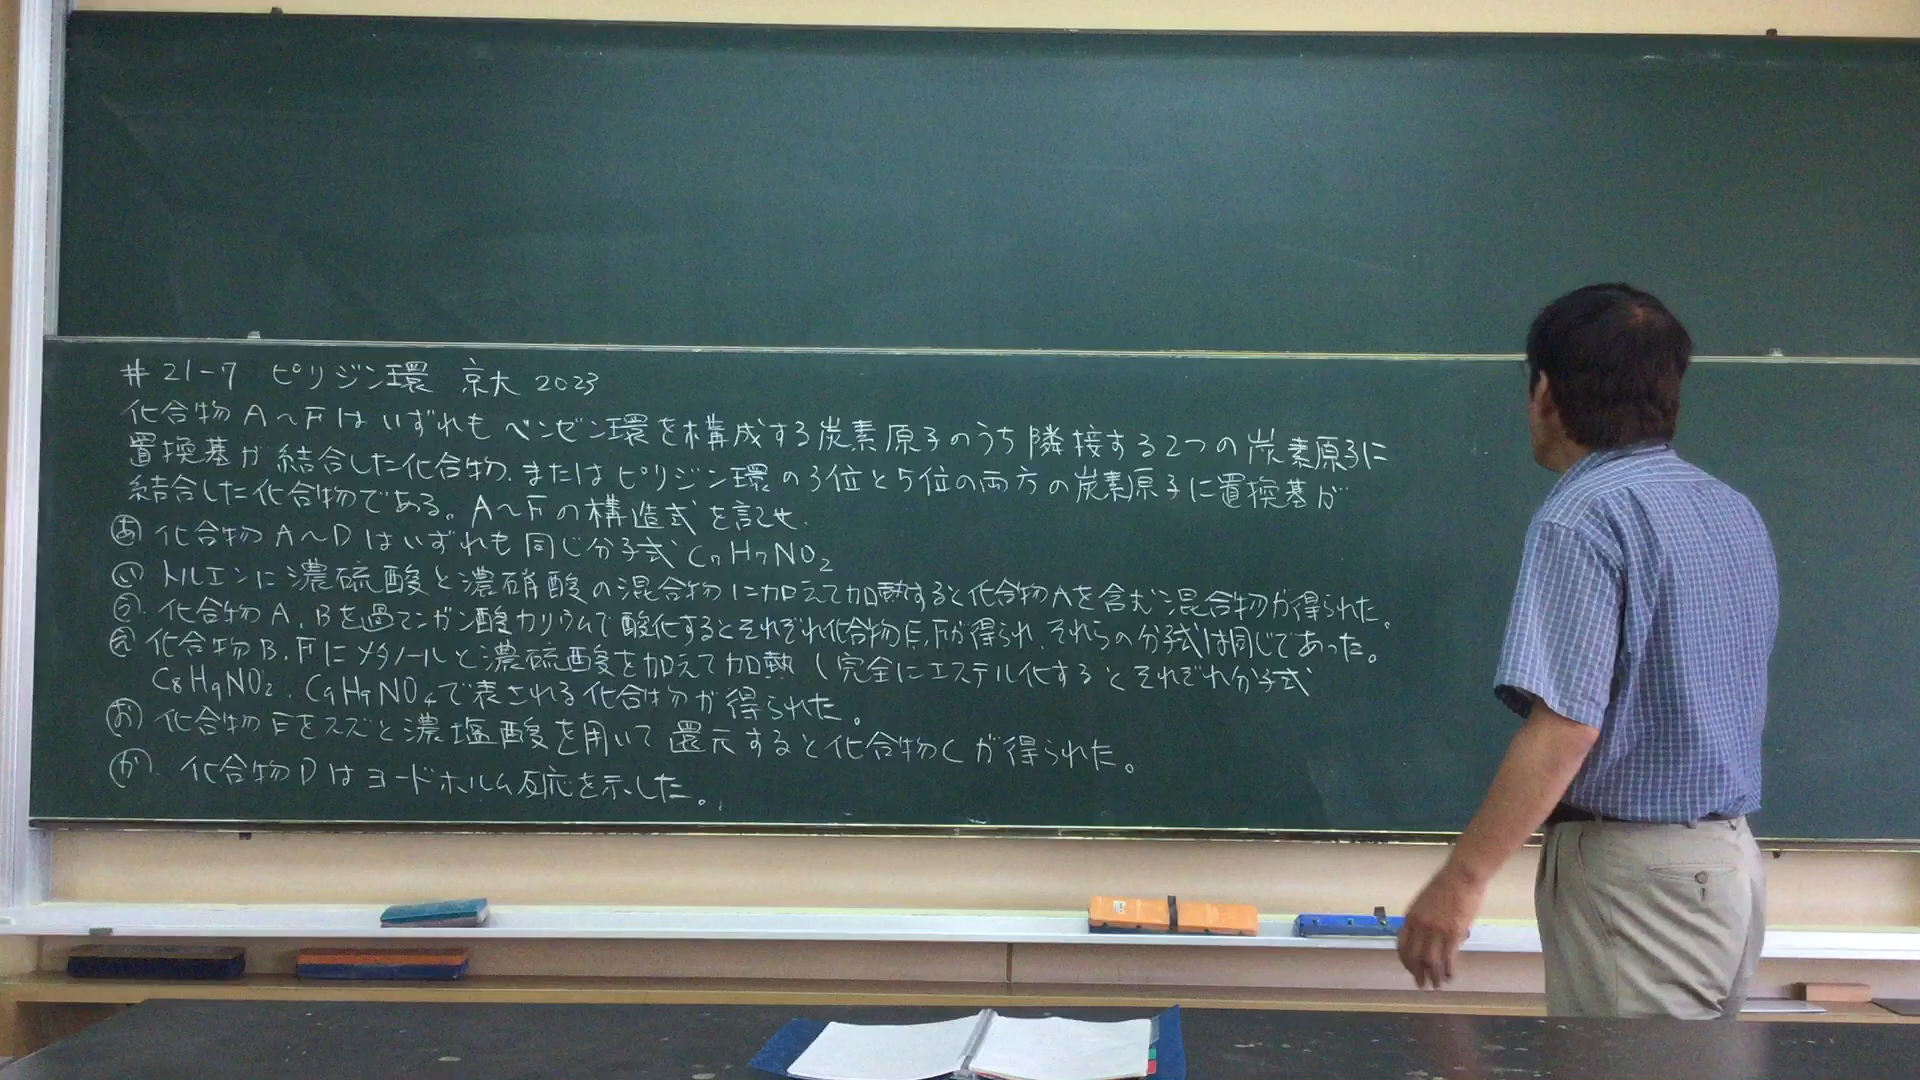 # 21-7 ピリジン環 京大 2023
化合物A〜Fはいずれもベンゼン環を構成する炭素原子のうち隣接する2つの炭素原子に
置換基が結合した化合物、またはピリジン環の3位と5位の両方の炭素原子に置換基が
結合した化合物である。A〜Fの構造式を記せ.
あ 化合物A〜Dはいずれも同じ分子式C7H7NO2
い トルエンに濃硫酸と濃硝酸の混合物に加えて加熱すると化合物Aを含む混合物が得られた。
う. 化合物A,Bを過マンガン酸カリウムで酸化するとそれぞれ化合物E,Fが得られ、それらの分子式は同じであった。
え 化合物B,Fにメタノールと濃硫酸を加えて加熱し完全にエステル化するとそれぞれ分子式
C8H9NO2、C9H9NO4で表される化合物が得られた。
お 化合物Eをスズと濃塩酸を用いて還元すると化合物Cが得られた。
か. 化合物Dはヨードホルム反応を示した。